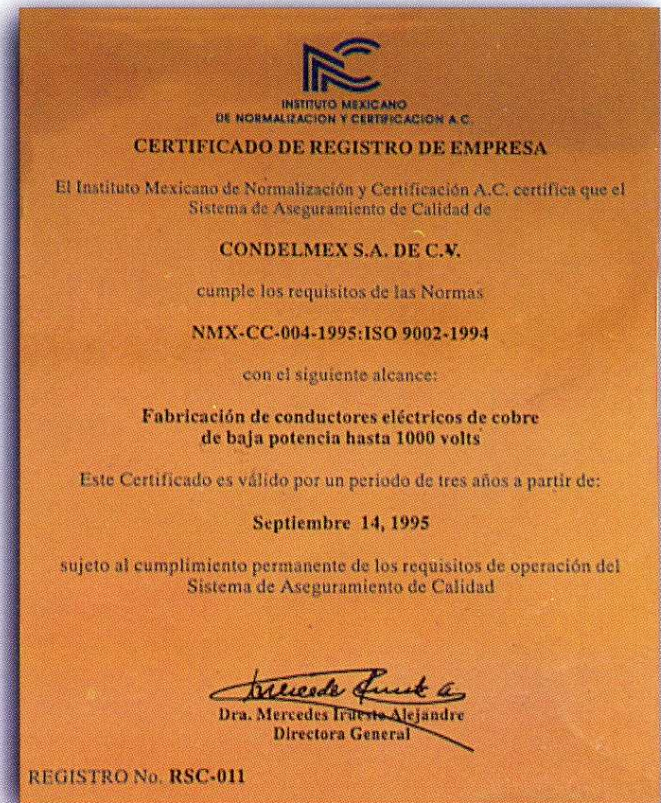 INSTITUTO MEXICANO
DE NORMALIZACION Y CERTIFICACION A.C.
CERTIFICADO DE REGISTRO DE EMPRESA
El Instituto Mexicano de Normalización y Certificación A.C. certifica que el
Sistema de Aseguramiento de Calidad de
CONDELMEX S.A. DE C.V.
cumple los requisitos de las Normas
NMX-CC-004-1995:ISO 9002-1994
con el siguiente alcance:
Fabricación de conductores eléctricos de cobre
de baja potencia hasta 1000 volts
Este Certificado es válido por un periodo de tres años a partir de:
Septiembre 14, 1995
sujeto al cumplimiento permanente de los requisitos de operación del
Sistema de Aseguramiento de Calidad
Dra. Mercedes Irueste Alejandre
Directora General
REGISTRO No. RSC-011